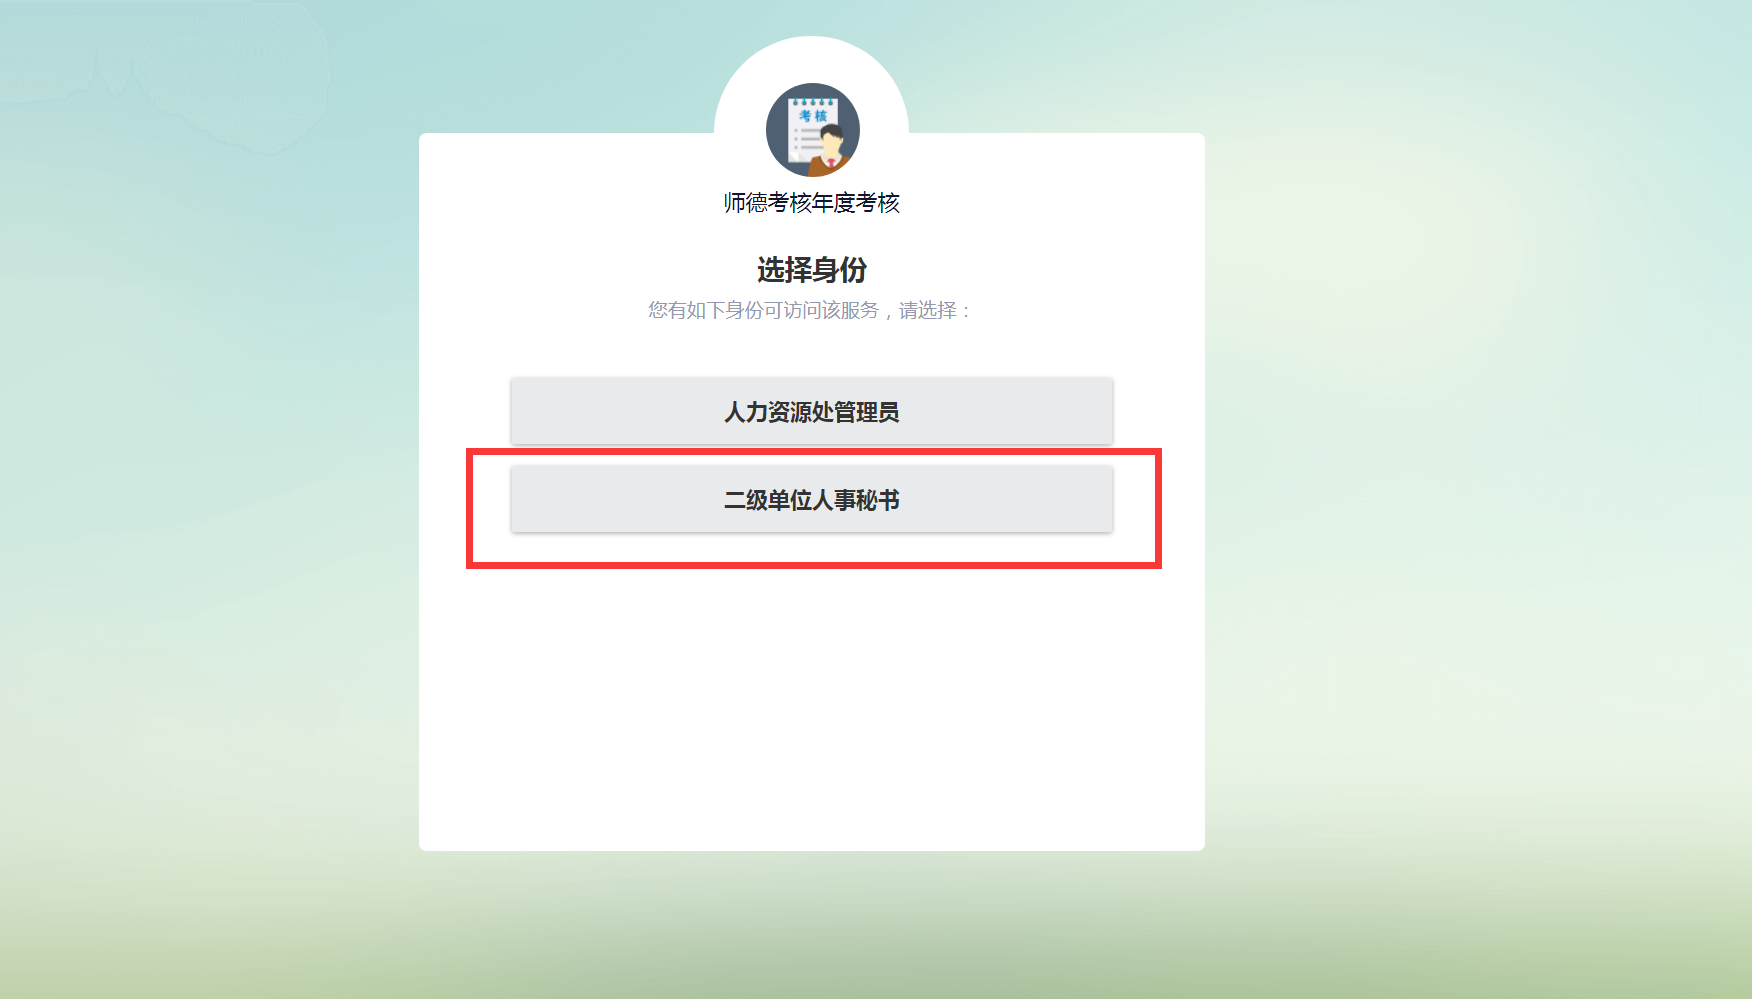 考核
师德考核年度考核
选择身份
您有如下身份可访问该服务，请选择：
人力资源处管理员
二级单位人事秘书